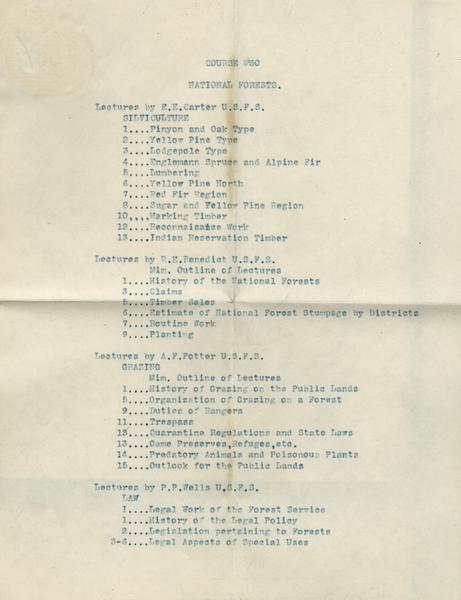 COURSE #30
NATIONAL FORESTS.
Lectures by E.E.Carter U.S.F.S.
SILVICULTURE
1....Pinyon and Oak Type
2....Yellow Pine Type
3....Lodgepole Type
4....Englemann Spruce and Alpine Fir
5....Lumbering
6....Yellow Pine North
7....Red Fir Region
8....Sugar and Yellow Pine Region
10....Marking Timber
12....Reconnaisance Work
13....Indian Reservation Timber
Lectures by R.E.Benedict U.S.F.S.
Mim. Outline of Lectures
1....History of the National Forests
3....Claims
5....Timber Sales
6....Estimate of National Forest Stumpage by Districts
7....Routine Work
9....Planting
Lectures by A.F.Potter U.S.F.S.
GRAZING
Mim. Outline of Lectures
1....History of Grazing on the Public Lands
5....Organization of Grazing on a Forest
9....Duties of Rangers
11....Trespass
13....Quarantine Regulations and State Laws
13....Game Preserves,Refuges,etc.
14....Predatory Animals and Poisonous Plants
15....Outlook for the Public Lands
Lectures by P.P.Wells U.S.F.S.
LAW
I....Legal Work of the Forest Service
1....History of the Legal Policy
2....Legislation pertaining to Forests
3-6....Legal Aspects of Special Uses